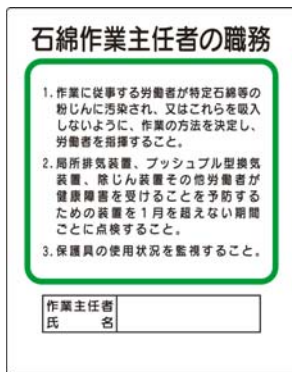 石綿作業主任者の職務
1.作業に従事する労働者が特定石綿等の
粉じんに汚染され、又はこれらを吸入
しないように、作業の方法を決定し、
労働者を指揮すること。
2.局所排気装置、プッシュプル型換気
装置、除じん装置その他労働者が
健康障害を受けることを予防する
ための装置を1月を超えない期間
ごとに点検すること。
3.保護具の使用状況を監視すること。
作業主任者
氏 名